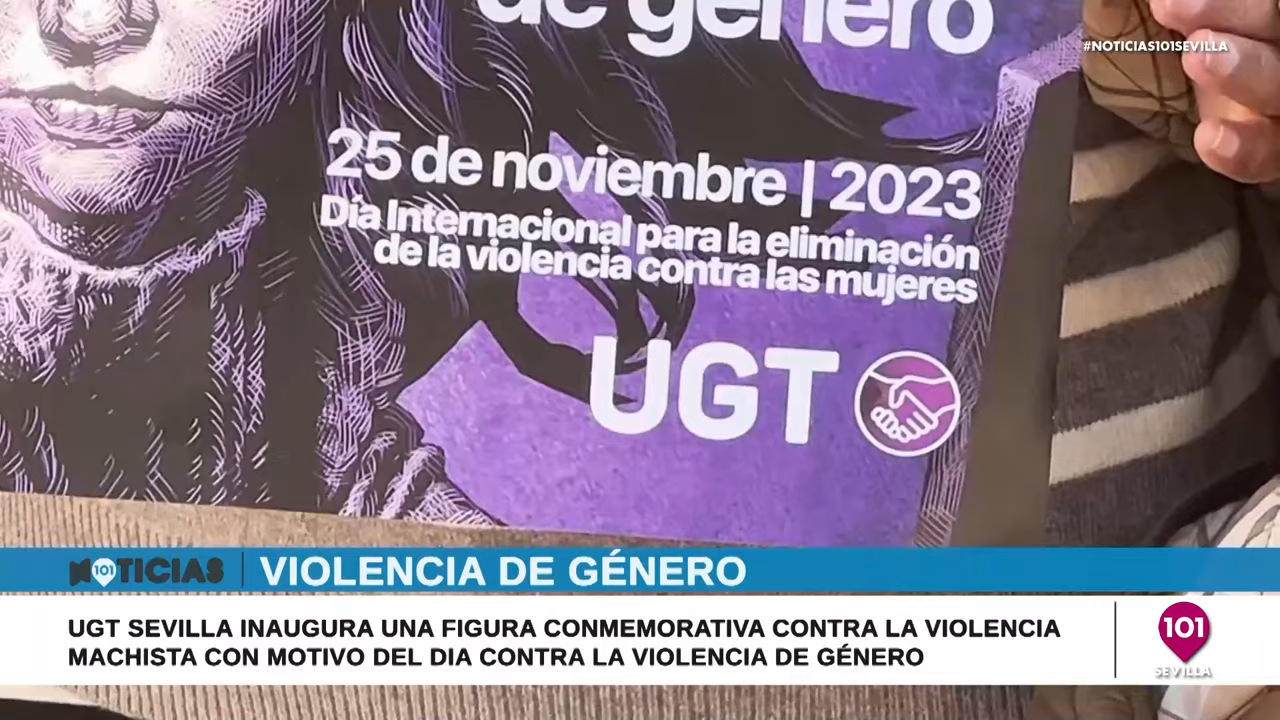 de género
#NOTICIAS101SEVILLA
25 de noviembre | 2023
Día Internacional para la eliminación
de la violencia contra las mujeres
UGT
NOTICIAS 101
VIOLENCIA DE GÉNERO
UGT SEVILLA INAUGURA UNA FIGURA CONMEMORATIVA CONTRA LA VIOLENCIA
MACHISTA CON MOTIVO DEL DIA CONTRA LA VIOLENCIA DE GÉNERO
101
SEVILLA